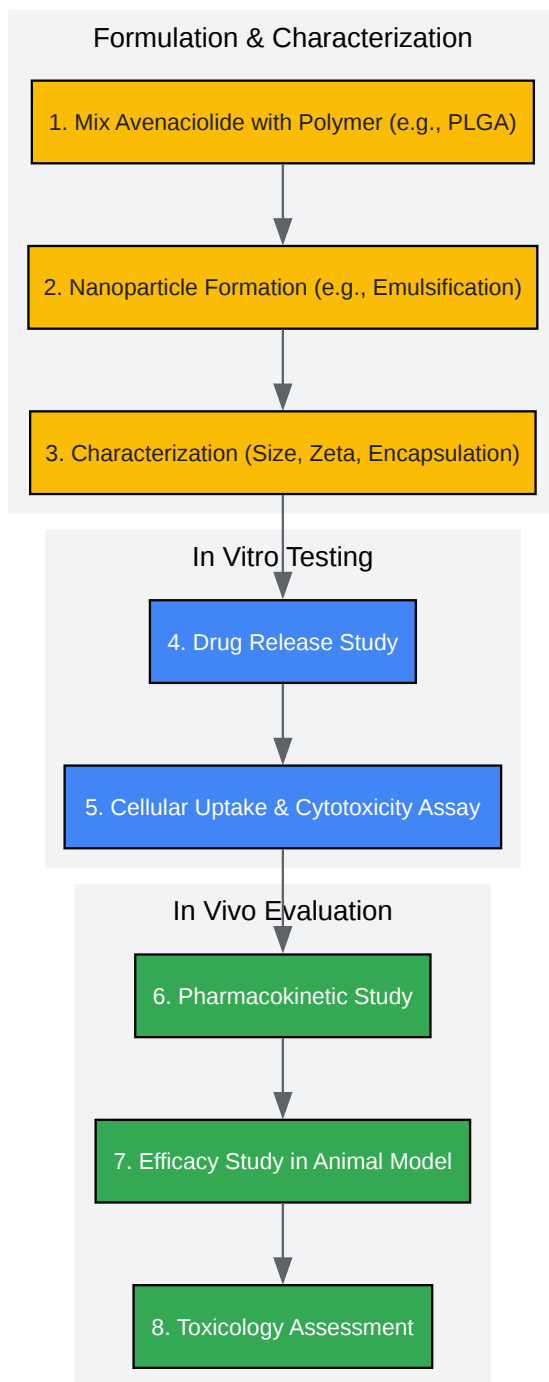 Formulation & Characterization
1. Mix Avenaciolide with Polymer (e.g., PLGA)
2. Nanoparticle Formation (e.g., Emulsification)
3. Characterization (Size, Zeta, Encapsulation)
In Vitro Testing
4. Drug Release Study
5. Cellular Uptake & Cytotoxicity Assay
In Vivo Evaluation
6. Pharmacokinetic Study
7. Efficacy Study in Animal Model
8. Toxicology Assessment